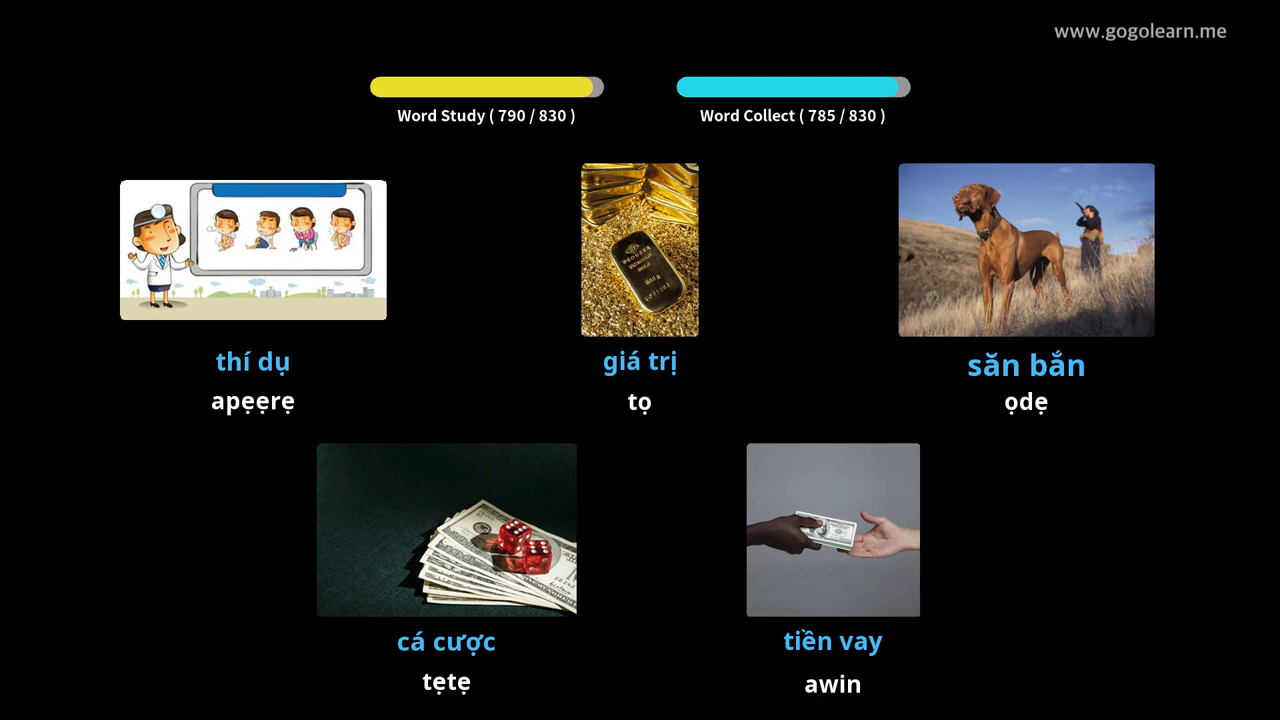 www.gogolearn.me
Word Study ( 790 / 830 )
Word Collect ( 785 / 830 )
thí dụ
apẹẹrẹ
giá trị
tọ
săn bắn
ọdẹ
cá cược
tẹtẹ
tiền vay
awin